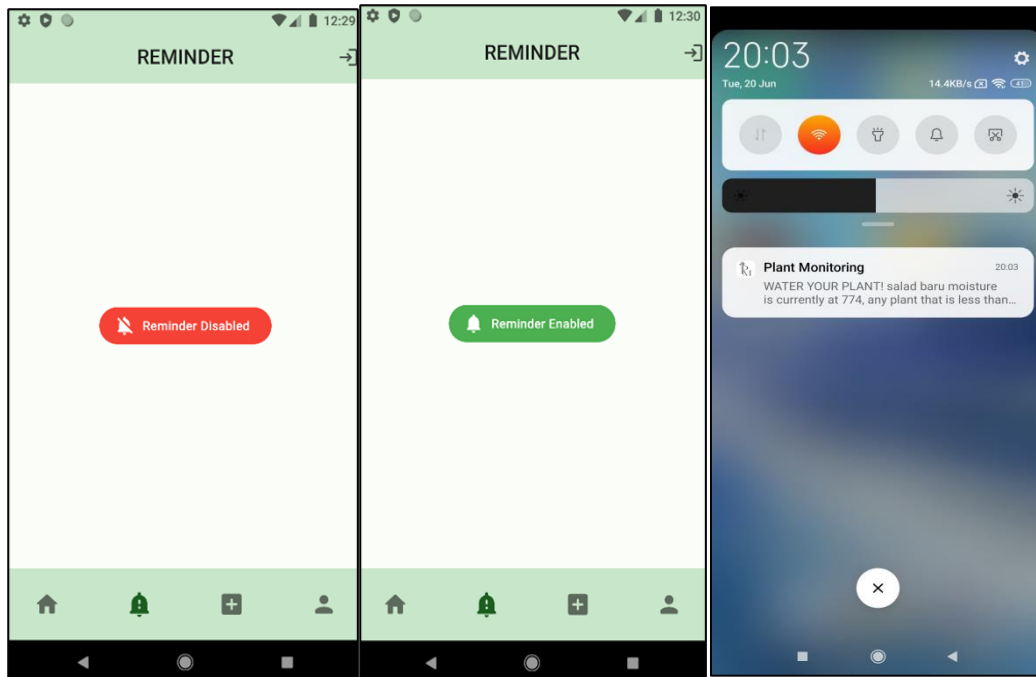 12:29
REMINDER
Reminder Disabled
12:30
REMINDER
Reminder Enabled
20:03
Tue, 20 Jun
14.4KB/s
41
Plant Monitoring
20:03
WATER YOUR PLANT! salad baru moisture
is currently at 774, any plant that is less than...